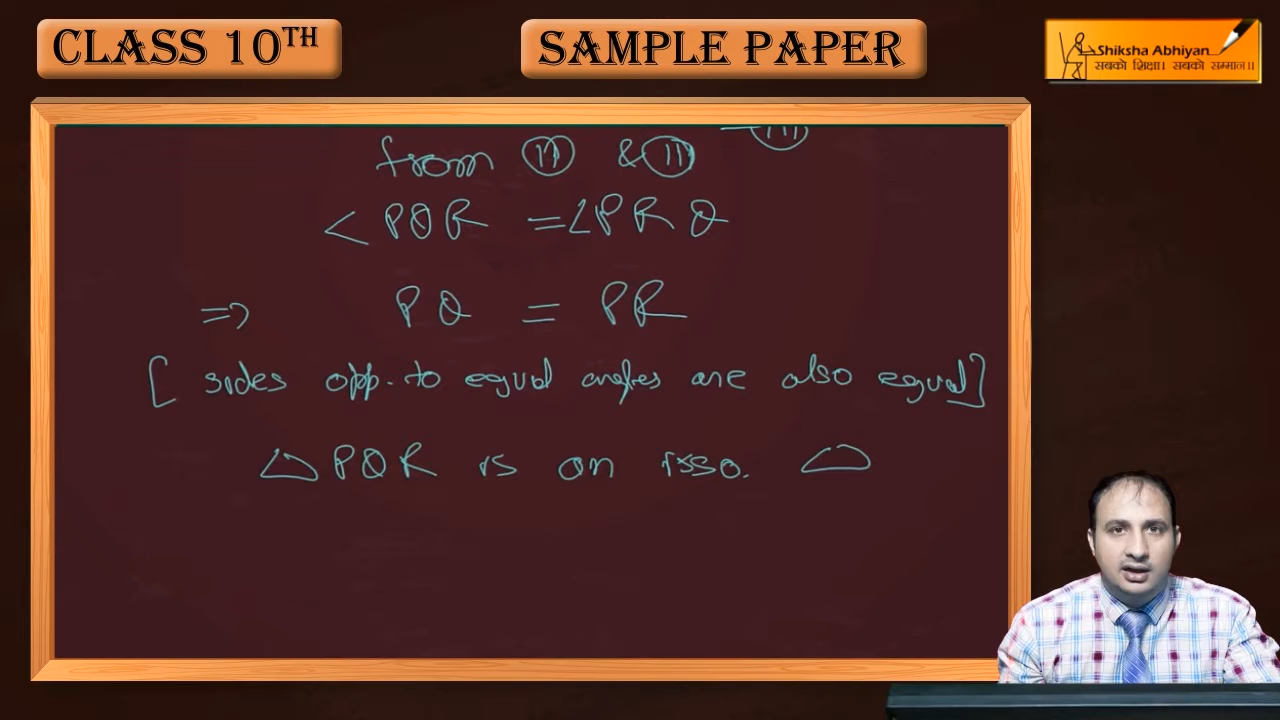 CLASS 10TH
SAMPLE PAPER
Shiksha Abhiyan
सबको शिक्षा। सबको सम्मान।।
(iii)
from (ii) & (iii)
<PQR = ∠PRQ
=> PQ = PR
[ sides opp. to equal angles are also equal]
△PQR is an isso. △